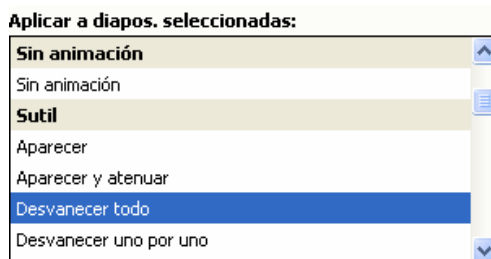 Aplicar a diapos. seleccionadas:
Sin animación
Sin animación
Sutil
Aparecer
Aparecer y atenuar
Desvanecer todo
Desvanecer uno por uno